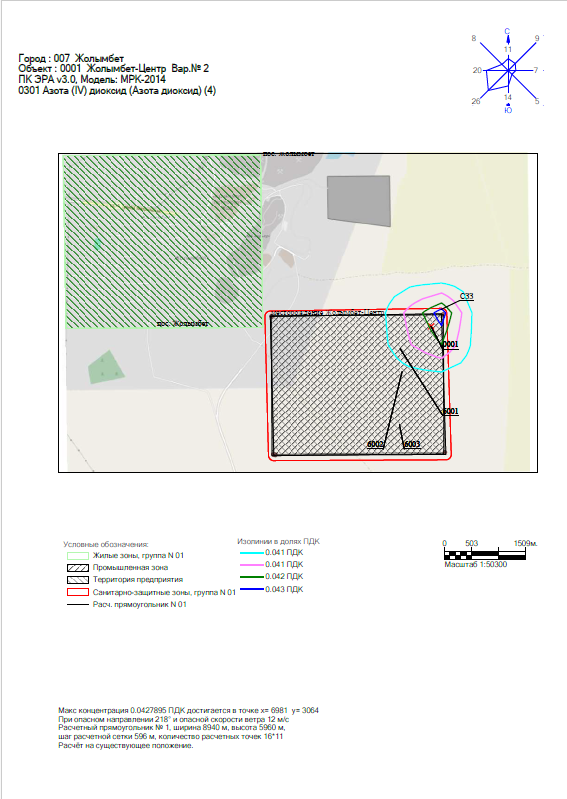 Город : 007 Жолымбет
Объект : 0001 Жолымбет-Центр Вар.№ 2
ПК ЭРА v3.0, Модель: МРК-2014
0301 Азота (IV) диоксид (Азота диоксид) (4)
С
8
11
9
20
7
26
14
5
Ю
пос. Жолымбет
С33
пос. Жолымбет
Жолымбет-Центр
0001
6001
6002
6003
Условные обозначения:
Жилые зоны, группа N 01
Промышленная зона
Территория предприятия
Санитарно-защитные зоны, группа N 01
Расч. прямоугольник N 01
Изолинии в долях ПДК
0.041 ПДК
0.041 ПДК
0.042 ПДК
0.043 ПДК
0 503 1509м.
Масштаб 1:50300
Макс концентрация 0.0427895 ПДК достигается в точке x= 6981 y= 3064
При опасном направлении 218° и опасной скорости ветра 12 м/с
Расчетный прямоугольник № 1, ширина 8940 м, высота 5960 м,
шаг расчетной сетки 596 м, количество расчетных точек 16*11
Расчёт на существующее положение.